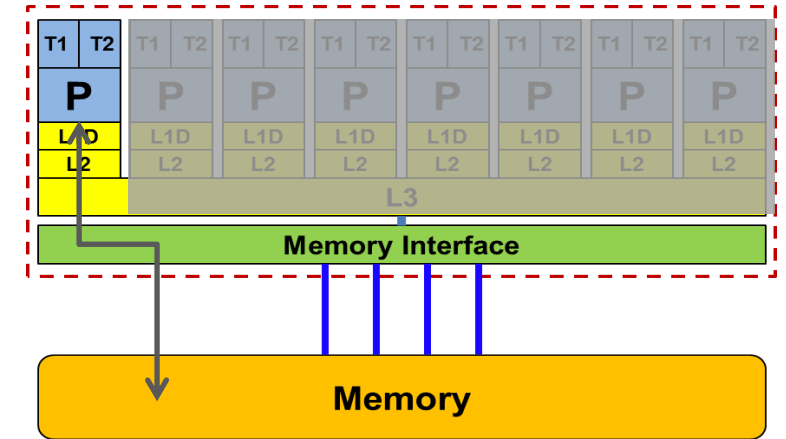 T1 T2 T1 T2 T1 T2 T1 T2 T1 T2 T1 T2 T1 T2 T1 T2
P P P P P P P P
L1D L1D L1D L1D L1D L1D L1D L1D
L2 L2 L2 L2 L2 L2 L2 L2
L3
Memory Interface
Memory